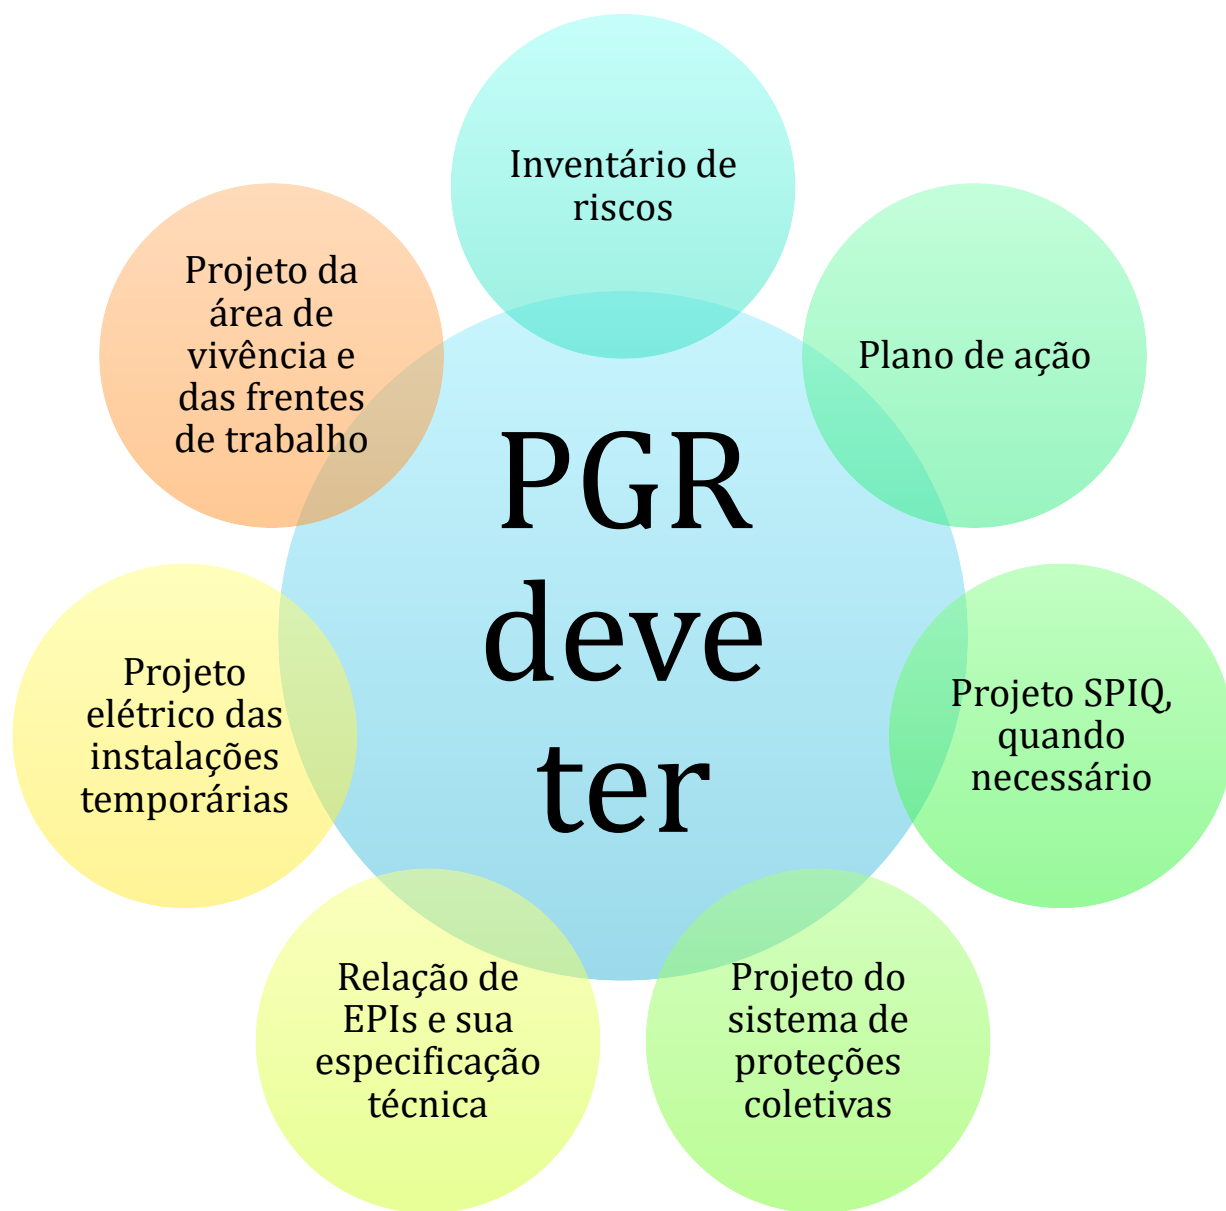 Inventário de
riscos
Plano de ação
Projeto SPIQ,
quando
necessário
Projeto do
sistema de
proteções
coletivas
Relação de
EPIs e sua
especificação
técnica
Projeto
elétrico das
instalações
temporárias
Projeto da
área de
vivência e
das frentes
de trabalho
PGR
deve
ter